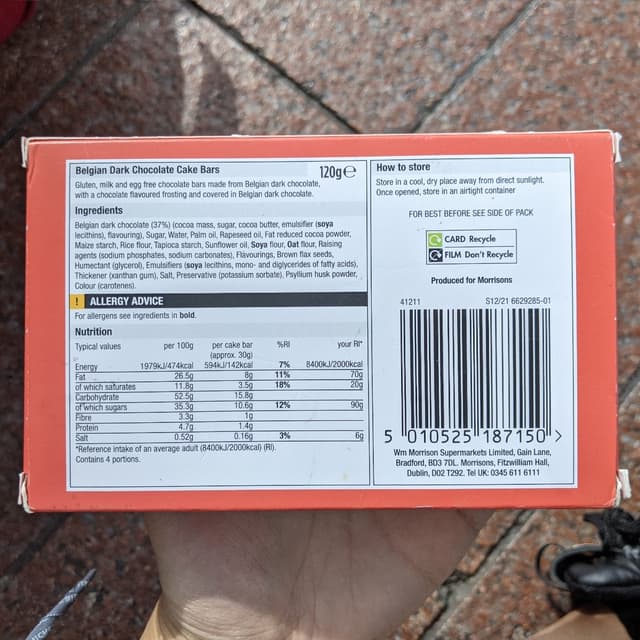 Belgian Dark Chocolate Cake Bars 120g℮
Gluten, milk and egg free chocolate bars made from Belgian dark chocolate,
with a chocolate flavoured frosting and covered in Belgian dark chocolate.
Ingredients
Belgian dark chocolate (37%) (cocoa mass, sugar, cocoa butter, emulsifier (soya
lecithins), flavouring), Sugar, Water, Palm oil, Rapeseed oil, Fat reduced cocoa powder,
Maize starch, Rice flour, Tapioca starch, Sunflower oil, Soya flour, Oat flour, Raising
agents (sodium phosphates, sodium carbonates), Flavourings, Brown flax seeds,
Humectant (glycerol), Emulsifiers (soya lecithins, mono- and diglycerides of fatty acids),
Thickener (xanthan gum), Salt, Preservative (potassium sorbate), Psyllium husk powder,
Colour (carotenes).
! ALLERGY ADVICE
For allergens see ingredients in bold.
Nutrition
Typical values per 100g per cake bar %RI your RI*
(approx. 30g)
Energy 1979kJ/474kcal 594kJ/142kcal 7% 8400kJ/2000kcal
Fat 26.5g 8g 11% 70g
of which saturates 11.8g 3.5g 18% 20g
Carbohydrate 52.5g 15.8g
of which sugars 35.3g 10.6g 12% 90g
Fibre 3.3g 1g
Protein 4.7g 1.4g
Salt 0.52g 0.16g 3% 6g
*Reference intake of an average adult (8400kJ/2000kcal) (RI).
Contains 4 portions.
How to store
Store in a cool, dry place away from direct sunlight.
Once opened, store in an airtight container
FOR BEST BEFORE SEE SIDE OF PACK
CARD Recycle
FILM Don't Recycle
Produced for Morrisons
41211 S12/21 6629285-01
5 010525 187150 >
Wm Morrison Supermarkets Limited, Gain Lane,
Bradford, BD3 7DL. Morrisons, Fitzwilliam Hall,
Dublin, D02 T292. Tel UK: 0345 611 6111